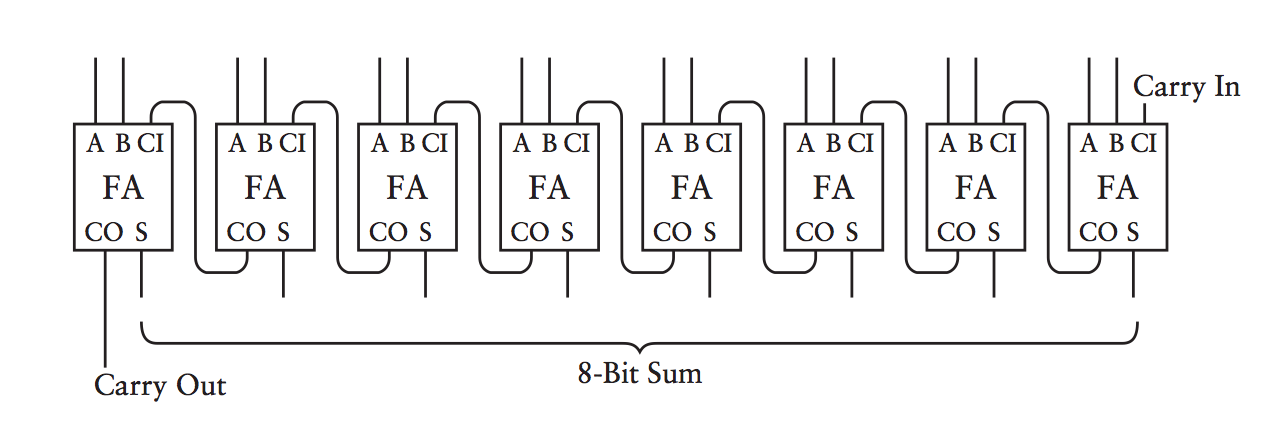 Carry In
A B CI A B CI A B CI A B CI A B CI A B CI A B CI A B CI
FA FA FA FA FA FA FA FA
CO S CO S CO S CO S CO S CO S CO S CO S
8-Bit Sum
Carry Out